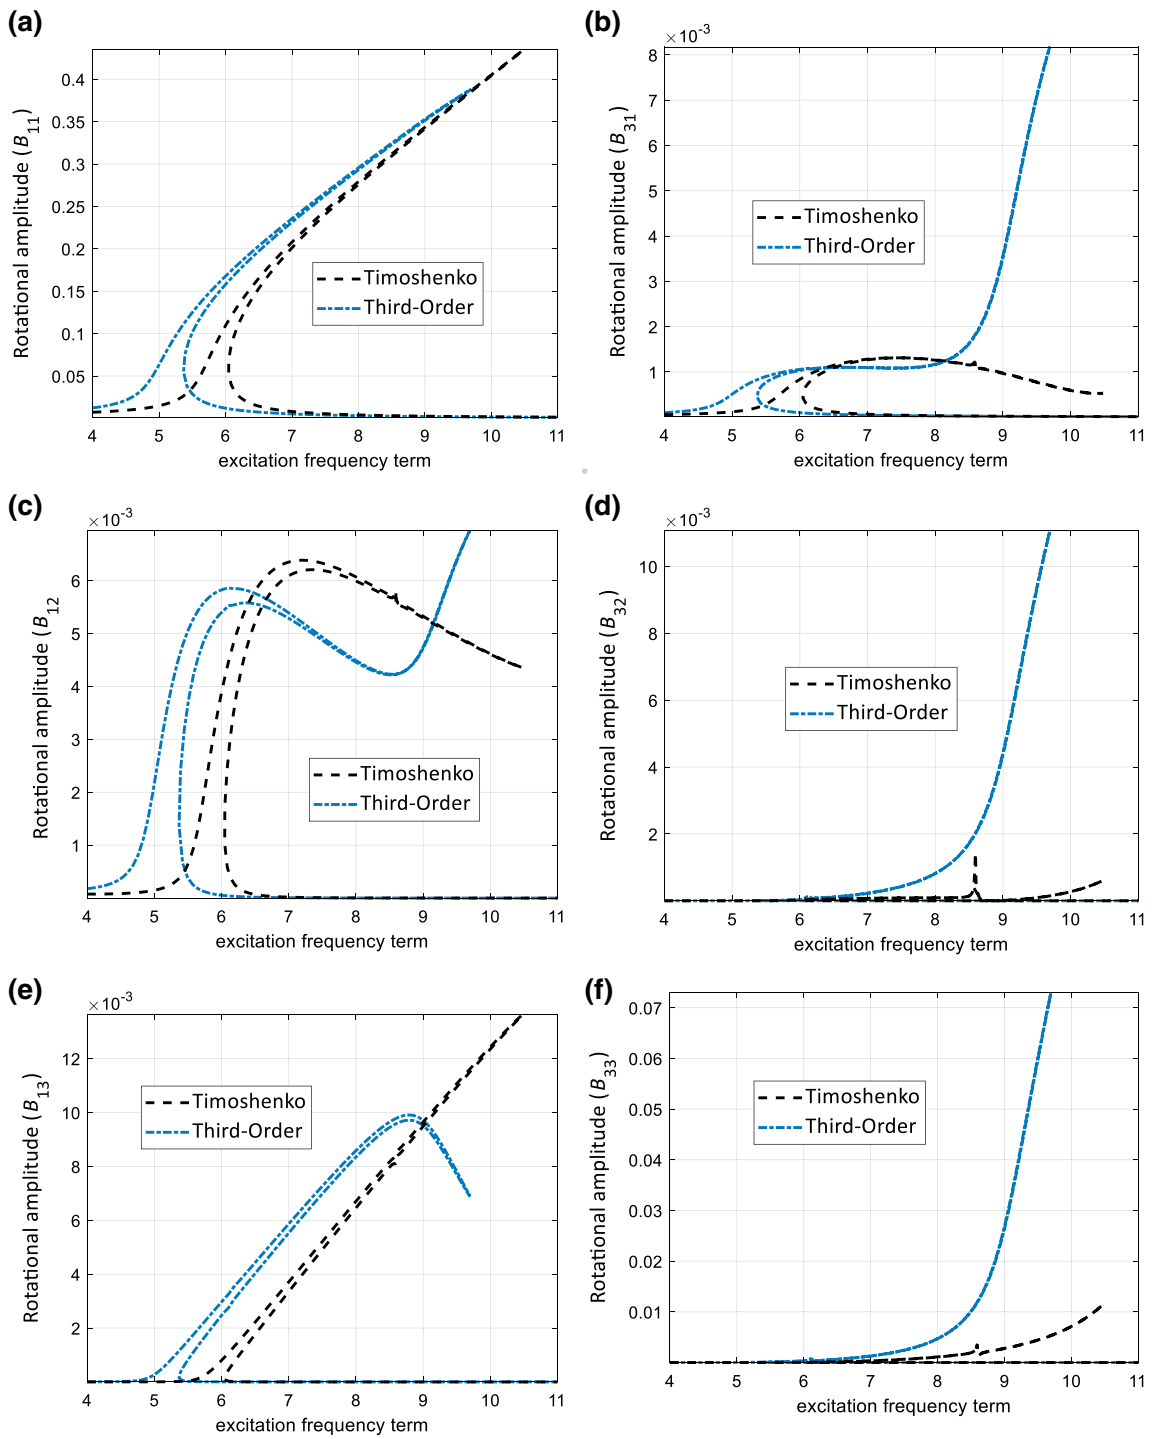 (a)
Rotational amplitude (B11)
0.4
0.35
0.3
0.25
0.2
0.15
0.1
0.05
Timoshenko
Third-Order
4 5 6 7 8 9 10 11
excitation frequency term
(b)
×10-3
Rotational amplitude (B31)
8
7
6
5
4
3
2
1
Timoshenko
Third-Order
4 5 6 7 8 9 10 11
excitation frequency term
(c)
×10-3
Rotational amplitude (B12
6
5
4
3
2
1
Timoshenko
Third-Order
4 5 6 7 8 9 10 11
excitation frequency term
(d)
×10-3
Rotational amplitude (B32)
10
8
6
4
2
Timoshenko
Third-Order
4 5 6 7 8 9 10 11
excitation frequency term
(e)
×10-3
Rotational amplitude (B13)
12
10
8
6
4
2
Timoshenko
Third-Order
4 5 6 7 8 9 10 11
excitation frequency term
(f)
Rotational amplitude (B33)
0.07
0.06
0.05
0.04
0.03
0.02
0.01
Timoshenko
Third-Order
4 5 6 7 8 9 10 11
excitation frequency term